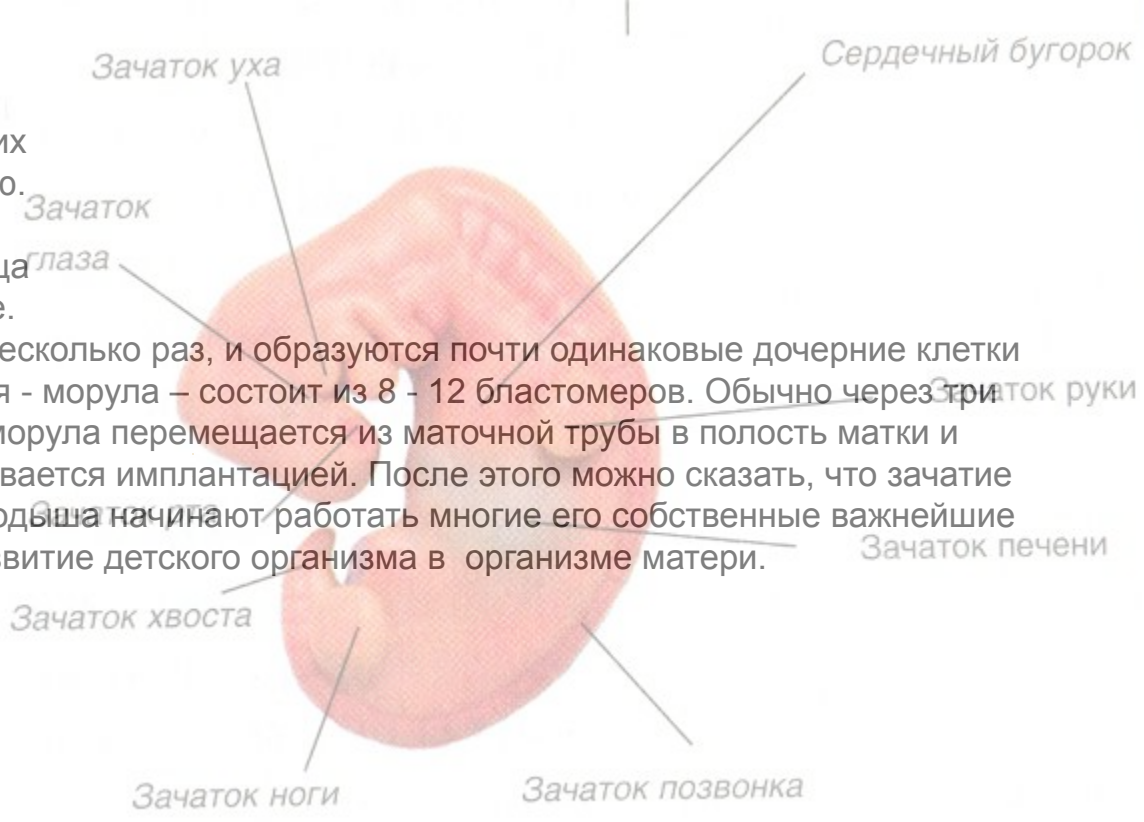 Зачаток уха
Сердечный бугорок
их
ю.
Зачаток
глаза
ца
е.
есколько раз, и образуются почти одинаковые дочерние клетки
я - морула – состоит из 8 - 12 бластомеров. Обычно через три
Зачаток руки
морула перемещается из маточной трубы в полость матки и
вается имплантацией. После этого можно сказать, что зачатие
Зачаток рта
одыша начинают работать многие его собственные важнейшие
Зачаток печени
звитие детского организма в организме матери.
Зачаток хвоста
Зачаток ноги
Зачаток позвонка